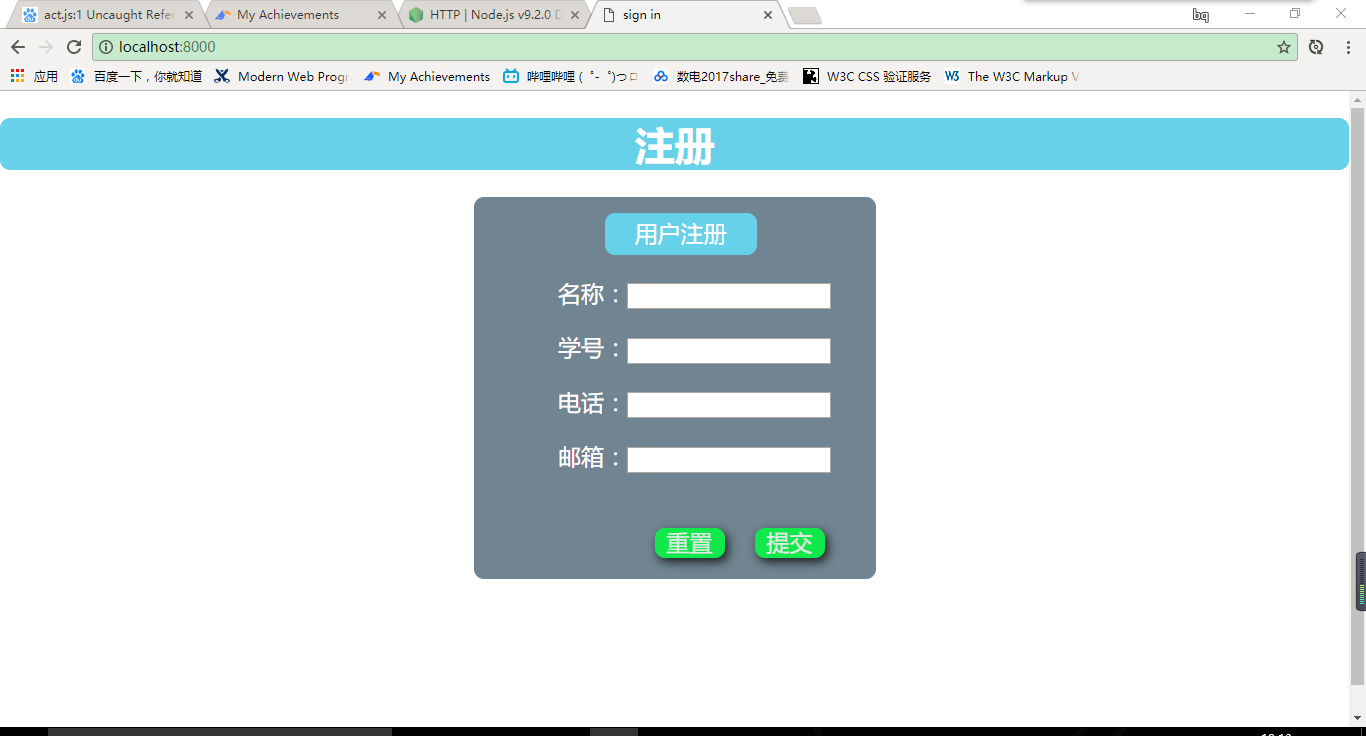 act.js:1 Uncaught Refer
My Achievements
HTTP | Node.js v9.2.0 D
sign in
bq
localhost:8000
应用
百度一下，你就知道
Modern Web Progr
My Achievements
哔哩哔哩 ( ゜- ゜)つロ
数电2017share_免费
W3C CSS 验证服务
W3
The W3C Markup V
注册
用户注册
名称：
学号：
电话：
邮箱：
重置
提交